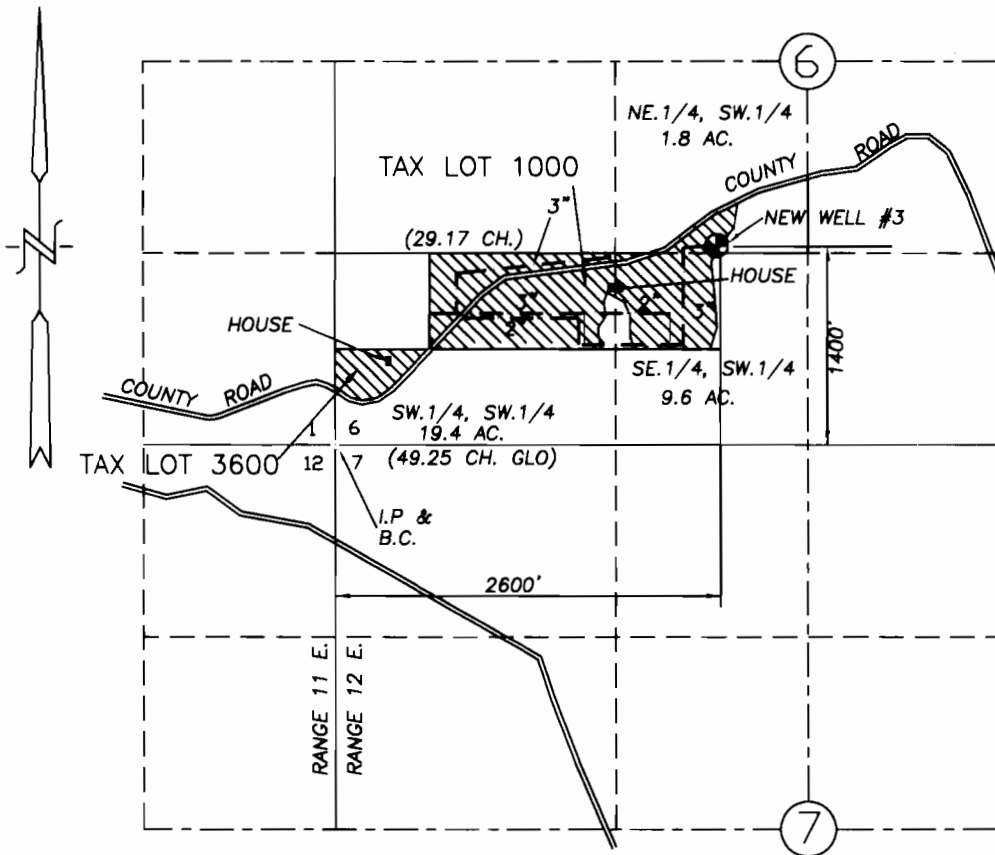 N
6
NE.1/4, SW.1/4
1.8 AC.
COUNTY ROAD
TAX LOT 1000
3"
NEW WELL #3
(29.17 CH.)
HOUSE
3"
2"
2"
3"
1400'
HOUSE
SE.1/4, SW.1/4
9.6 AC.
COUNTY ROAD
SW.1/4, SW.1/4
19.4 AC.
1 6
TAX LOT 3600
12 7
(49.25 CH. GLO)
I.P &
B.C.
2600'
RANGE 11 E.
RANGE 12 E.
7